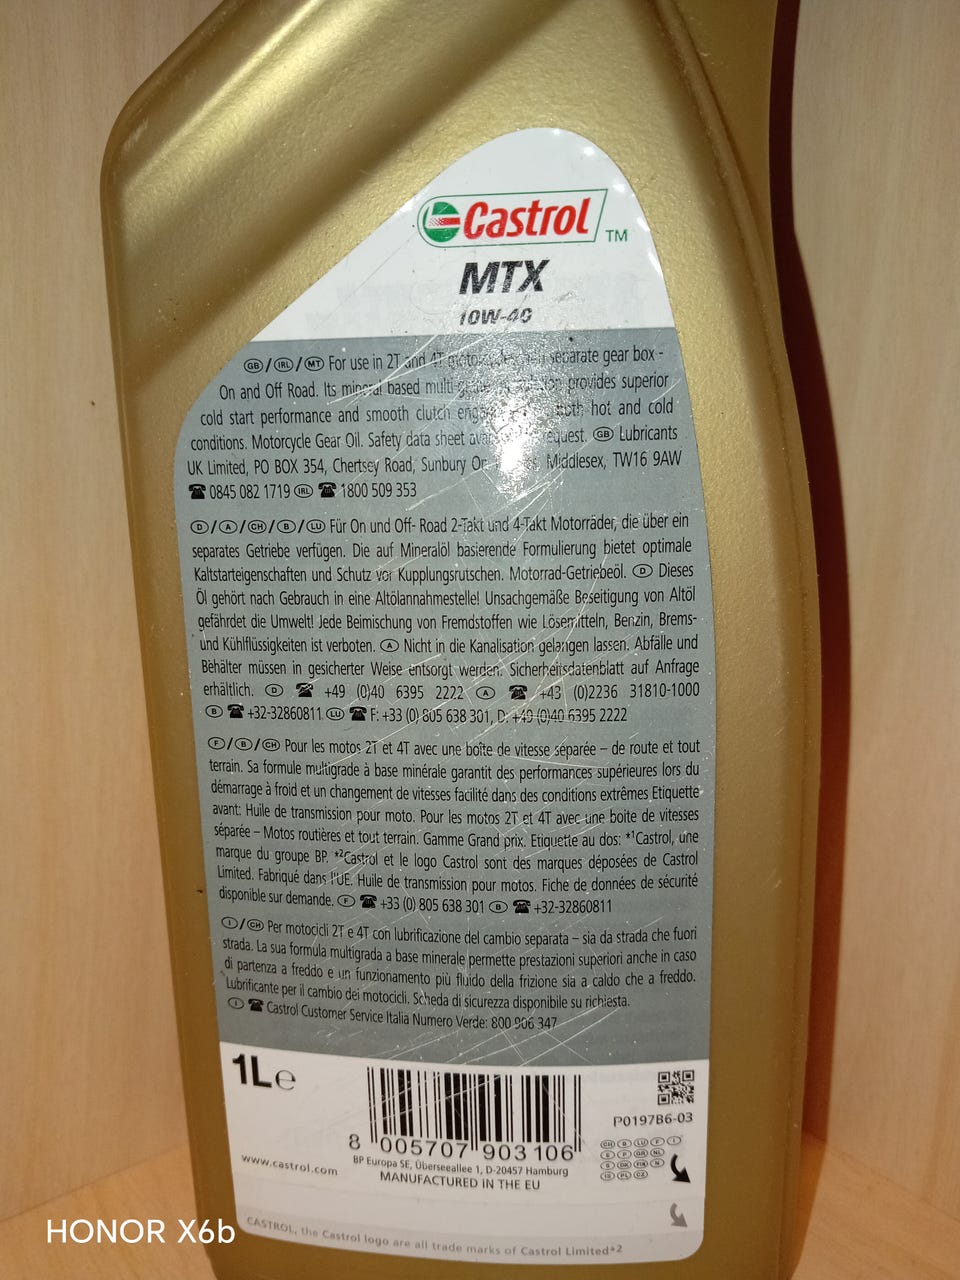 Castrol TM
MTX
10W-40
GB / IRL / MT For use in 2T and 4T separate gear box -
On and Off Road. Its mineral based provides superior
cold start performance and smooth clutch hot and cold
conditions. Motorcycle Gear Oil. Safety data sheet request. GB Lubricants
UK Limited, PO BOX 354, Chertsey Road, Sunbury On Middlesex, TW16 9AW
☎ 0845 082 1719 IRL ☎ 1800 509 353
D / A / CH / B / LU Für On und Off- Road 2-Takt und 4-Takt Motorräder, die über ein
separates Getriebe verfügen. Die auf Mineralöl basierende Formulierung bietet optimale
Kaltstarteigenschaften und Schutz vor Kupplungsrutschen. Motorrad-Getriebeöl. D Dieses
Öl gehört nach Gebrauch in eine Altölannahmestelle! Unsachgemäße Beseitigung von Altöl
gefährdet die Umwelt! Jede Beimischung von Fremdstoffen wie Lösemitteln, Benzin, Brems-
und Kühlflüssigkeiten ist verboten. A Nicht in die Kanalisation gelangen lassen. Abfälle und
Behälter müssen in gesicherter Weise entsorgt werden. Sicherheitsdatenblatt auf Anfrage
erhältlich. D ☎ +49 (0)40 6395 2222 A ☎ +43 (0)2236 31810-1000
B ☎ +32-32860811 LU ☎ F: +33 (0) 805 638 301, D: +49 (0)40 6395 2222
F / B / CH Pour les motos 2T et 4T avec une boîte de vitesse séparée – de route et tout
terrain. Sa formule multigrade à base minérale garantit des performances supérieures lors du
démarrage à froid et un changement de vitesses facilité dans des conditions extrêmes Etiquette
avant: Huile de transmission pour moto. Pour les motos 2T et 4T avec une boite de vitesses
séparée – Motos routières et tout terrain. Gamme Grand prix. Etiquette au dos: *¹Castrol, une
marque du groupe BP. *²Castrol et le logo Castrol sont des marques déposées de Castrol
Limited. Fabriqué dans l'UE. Huile de transmission pour motos. Fiche de données de sécurité
disponible sur demande. F ☎ +33 (0) 805 638 301 B ☎ +32-32860811
I / CH Per motocicli 2T e 4T con lubrificazione del cambio separata – sia da strada che fuori
strada. La sua formula multigrada a base minerale permette prestazioni superiori anche in caso
di partenza a freddo e un funzionamento più fluido della frizione sia a caldo che a freddo.
Lubrificante per il cambio dei motocicli. Scheda di sicurezza disponibile su richiesta.
I ☎ Castrol Customer Service Italia Numero Verde: 800 906 347
1L e
8 005707 903106
P0197B6-03
CH B LU F I
E P GR NL
S DK FIN N
IS PL CZ
www.castrol.com
BP Europa SE, Überseeallee 1, D-20457 Hamburg
MANUFACTURED IN THE EU
CASTROL, the Castrol logo are all trade marks of Castrol Limited*2
HONOR X6b